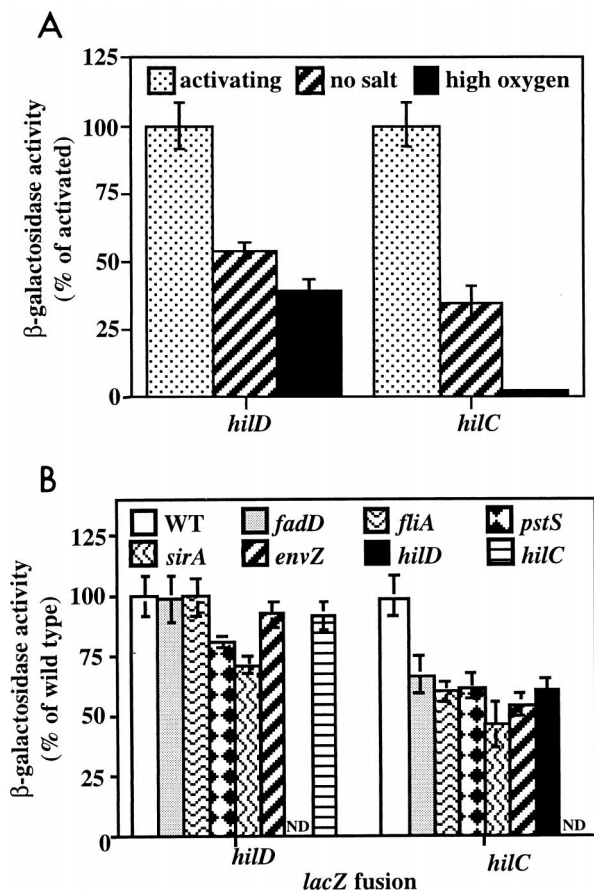 A
β-galactosidase activity
(% of activated)
125
100
75
50
25
0
activating no salt high oxygen
hilD hilC
B
β-galactosidase activity
(% of wild type)
125
100
75
50
25
0
WT fadD fliA pstS
sirA envZ hilD hilC
ND ND
hilD hilC
lacZ fusion